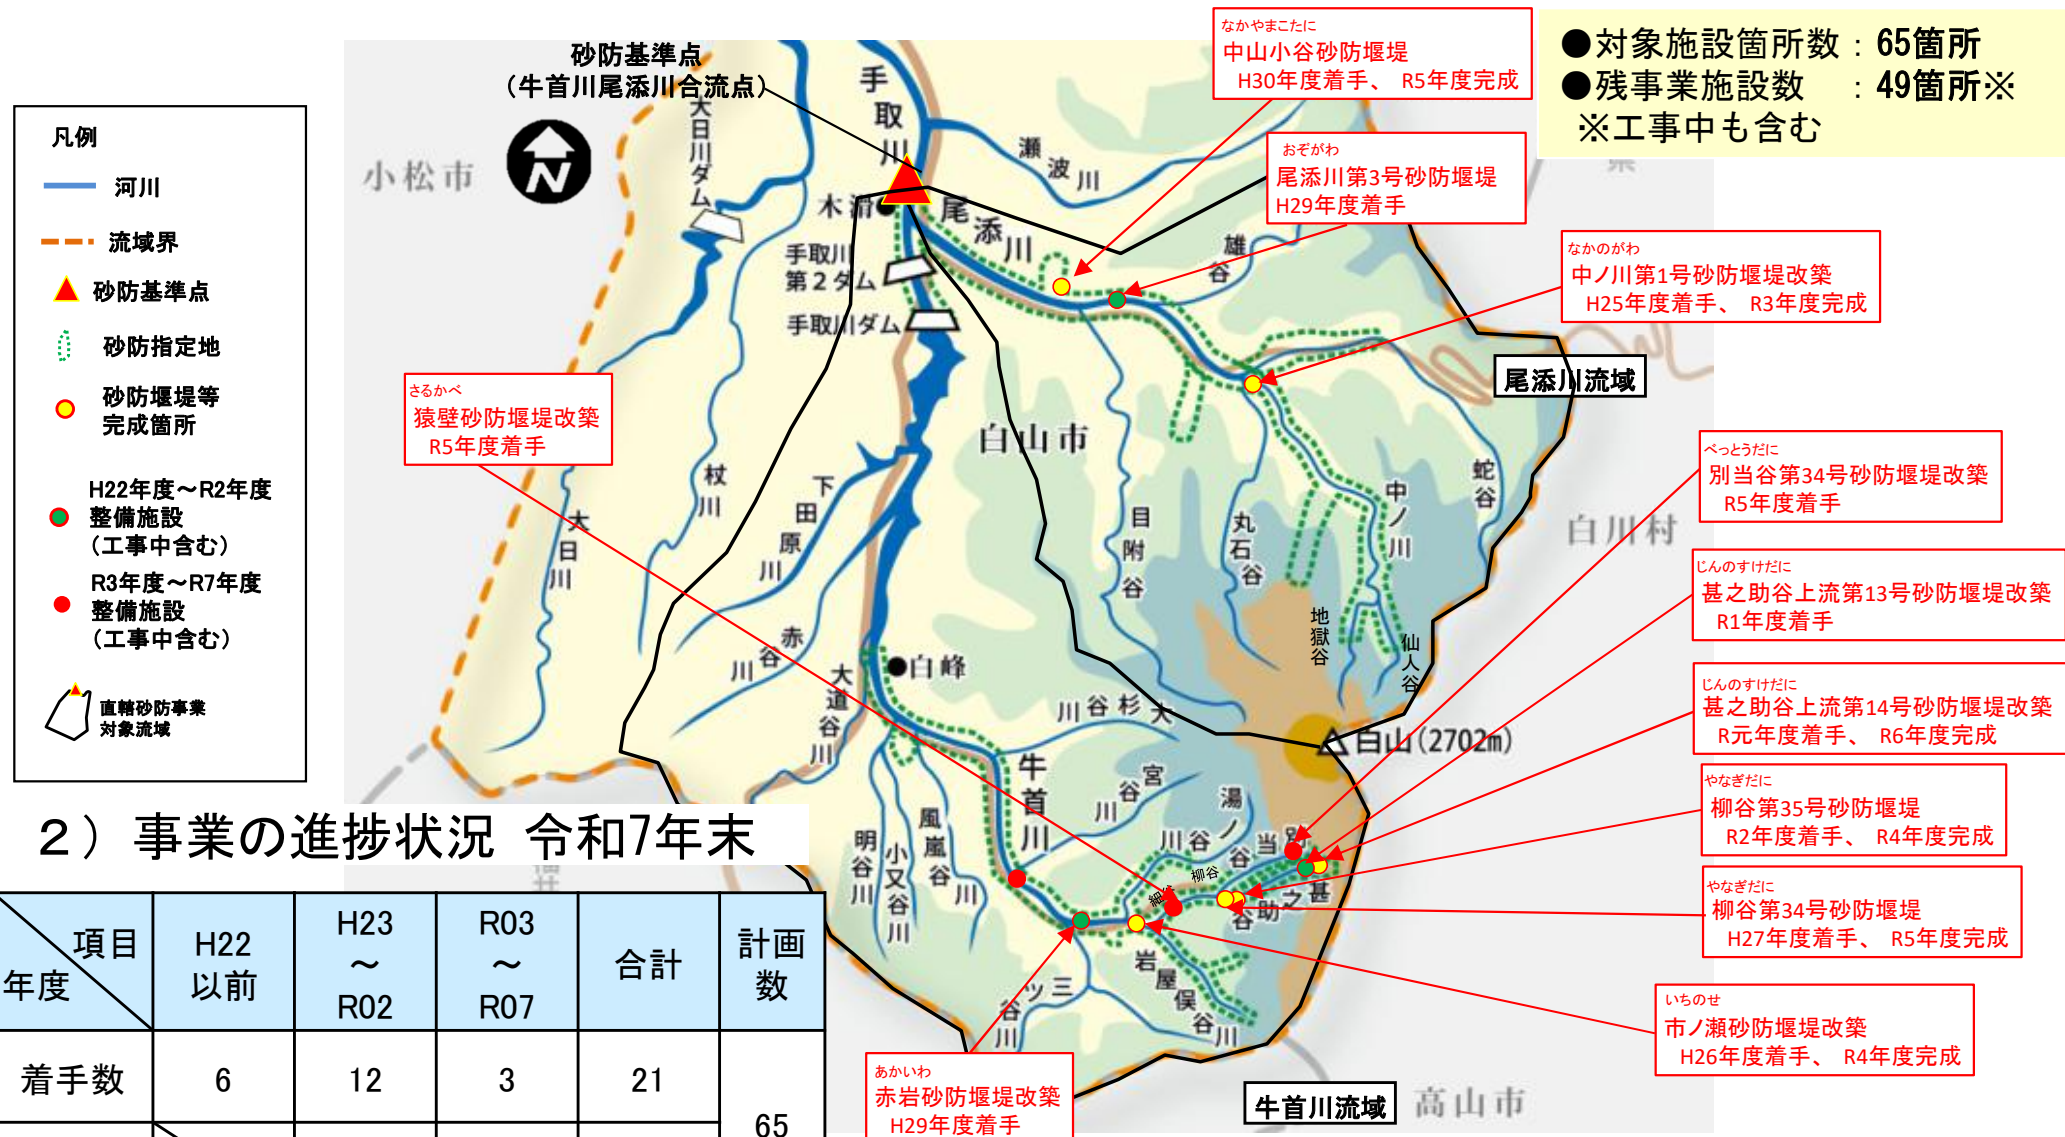 ●対象施設箇所数：65箇所
●残事業施設数　：49箇所※
※工事中も含む
砂防基準点
（牛首川尾添川合流点）
凡例
河川
流域界
砂防基準点
砂防指定地
砂防堰堤等
完成箇所
H22年度～R2年度
整備施設
（工事中含む）
R3年度～R7年度
整備施設
（工事中含む）
直轄砂防事業
対象流域
小松市
N
大日川ダム
手取川
瀬波川
木滑
尾添川
雄谷
手取川
第２ダム
手取川ダム
白山市
杖川
大日川
下田原川
赤谷川
大道谷川
白峰
目附谷
丸石谷
中ノ川
蛇谷
地獄谷
仙人谷
白川村
大杉谷川
白山(2702m)
牛首川
宮谷川
湯ノ谷川
別当谷
柳谷
甚之助谷
明谷川
小又谷川
風嵐谷川
三ツ谷川
岩屋俣谷川
高山市
尾添川流域
牛首川流域
なかやまこたに
中山小谷砂防堰堤
H30年度着手、 R5年度完成
おぞがわ
尾添川第3号砂防堰堤
H29年度着手
なかのがわ
中ノ川第1号砂防堰堤改築
H25年度着手、 R3年度完成
さるかべ
猿壁砂防堰堤改築
R5年度着手
べっとうだに
別当谷第34号砂防堰堤改築
R5年度着手
じんのすけだに
甚之助谷上流第13号砂防堰堤改築
R1年度着手
じんのすけだに
甚之助谷上流第14号砂防堰堤改築
R元年度着手、 R6年度完成
やなぎだに
柳谷第35号砂防堰堤
R2年度着手、 R4年度完成
やなぎだに
柳谷第34号砂防堰堤
H27年度着手、 R5年度完成
いちのせ
市ノ瀬砂防堰堤改築
H26年度着手、 R4年度完成
あかいわ
赤岩砂防堰堤改築
H29年度着手
２）事業の進捗状況 令和7年末
項目
年度
H22
以前
H23
～
R02
R03
～
R07
合計
計画
数
着手数
6
12
3
21
65